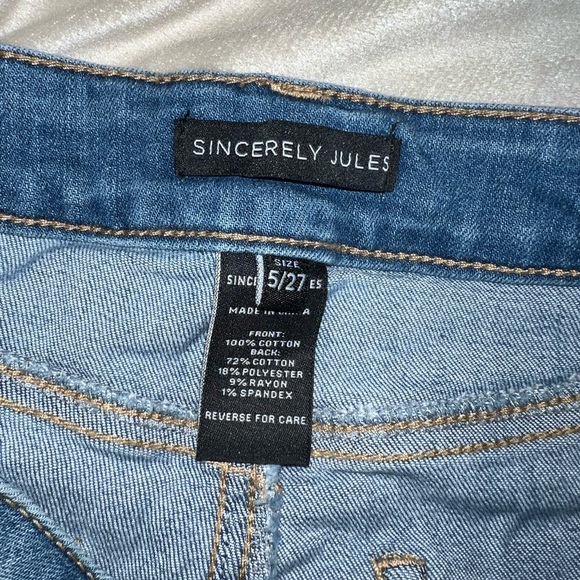 SINCERELY JULES
SIZE
SINC 5/27 ES
MADE IN
FRONT:
100% COTTON
BACK:
72% COTTON
18% POLYESTER
9% RAYON
1% SPANDEX
REVERSE FOR CARE